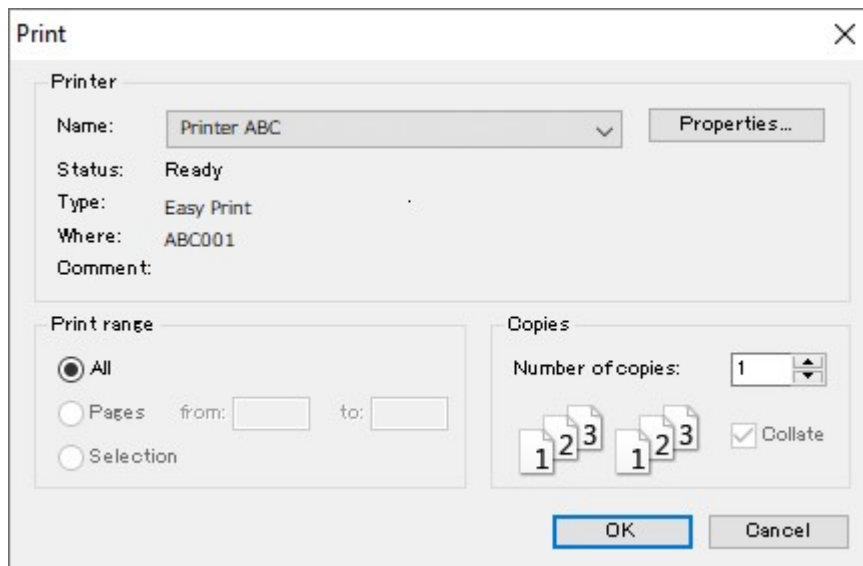 Print
Printer
Name: Printer ABC Properties...
Status: Ready
Type: Easy Print
Where: ABC001
Comment:
Print range
All
Pages from: to:
Selection
Copies
Number of copies: 1
1 2 3 1 2 3
Collate
OK Cancel